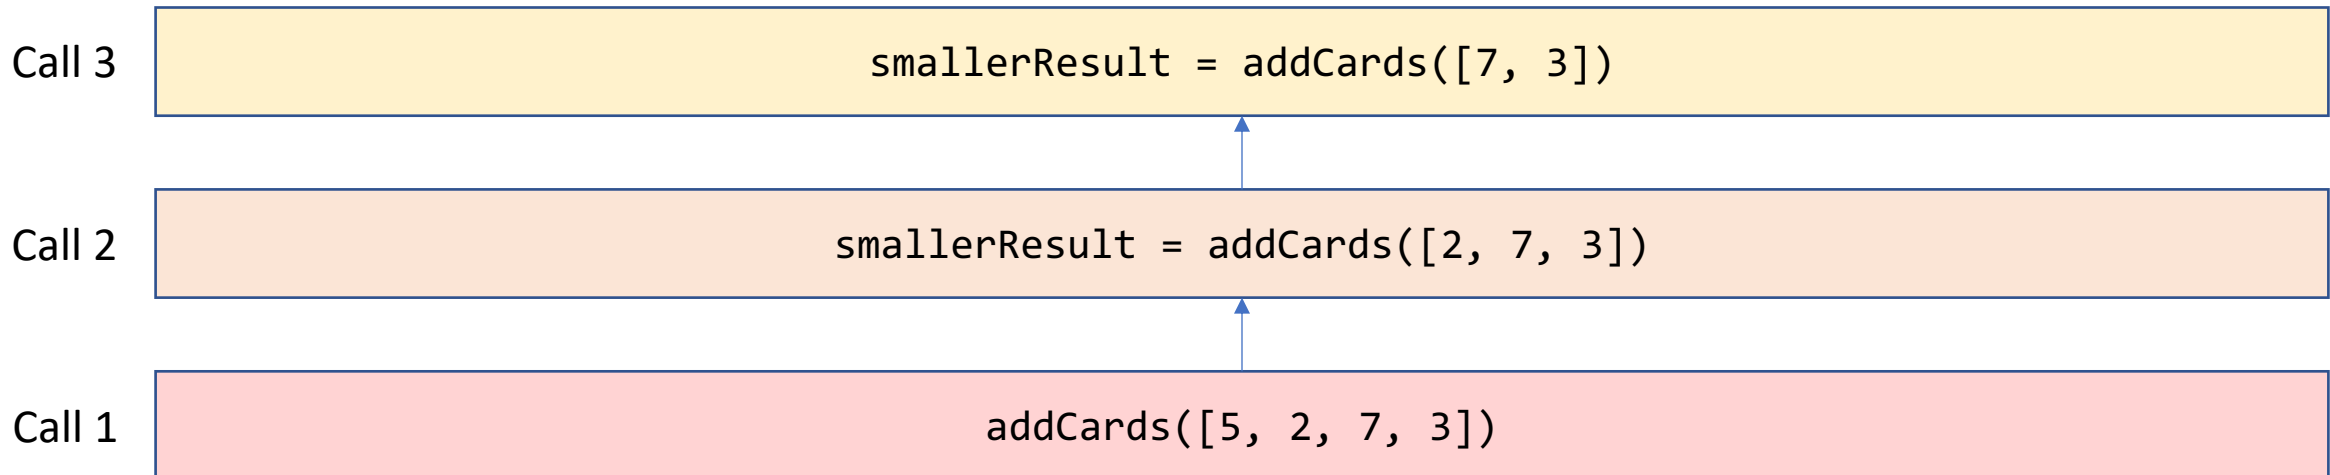 Call 3
smallerResult = addCards([7, 3])
Call 2
smallerResult = addCards([2, 7, 3])
Call 1
addCards([5, 2, 7, 3])